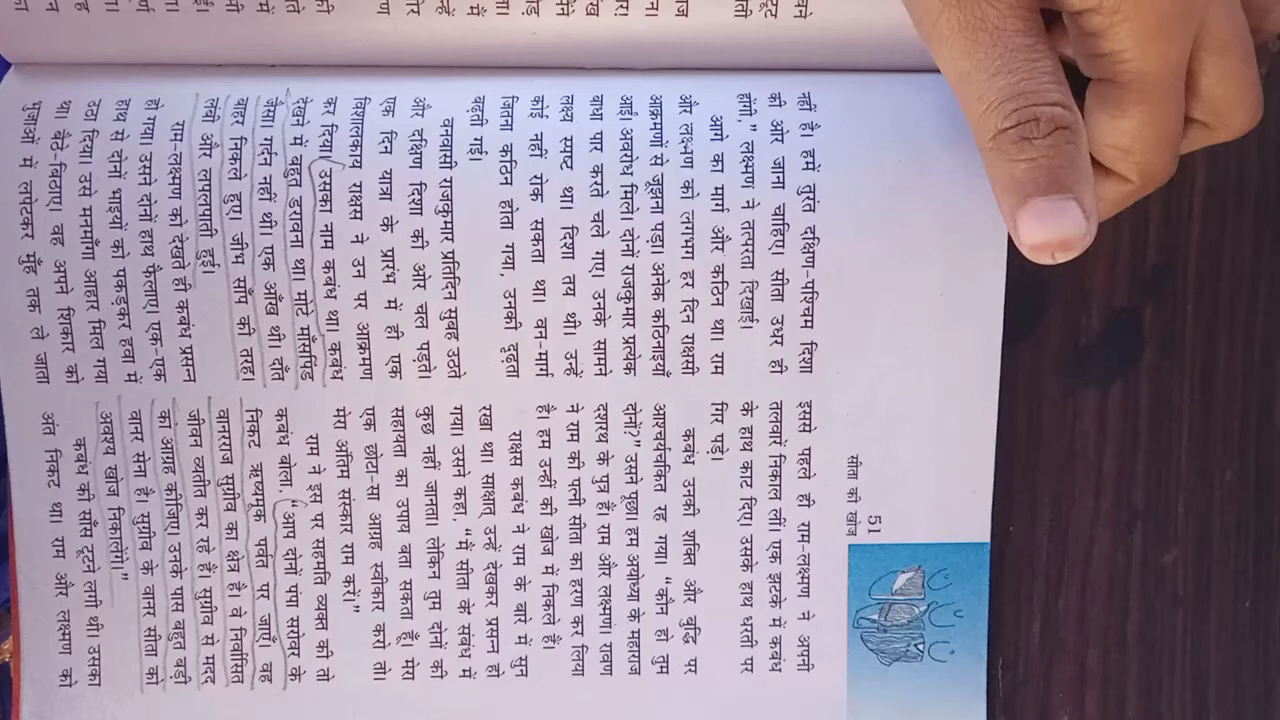 51
सीता की खोज
नहीं है। हमें तुरंत दक्षिण-पश्चिम दिशा
की ओर जाना चाहिए। सीता उधर ही
होंगी," लक्ष्मण ने तत्परता दिखाई।
आगे का मार्ग और कठिन था। राम
और लक्ष्मण को लगभग हर दिन राक्षसी
आक्रमणों से जूझना पड़ा। अनेक कठिनाइयाँ
आईं। अवरोध मिले। दोनों राजकुमार प्रत्येक
बाधा पार करते चले गए। उनके सामने
लक्ष्य स्पष्ट था। दिशा तय थी। उन्हें
कोई नहीं रोक सकता था। वन-मार्ग
जितना कठिन होता गया, उनकी दृढ़ता
बढ़ती गई।
वनवासी राजकुमार प्रतिदिन सुबह उठते
और दक्षिण दिशा की ओर चल पड़ते।
एक दिन यात्रा के प्रारंभ में ही एक
विशालकाय राक्षस ने उन पर आक्रमण
कर दिया। उसका नाम कबंध था। कबंध
देखने में बहुत डरावना था। मोटे माँसपिंड
जैसा। गर्दन नहीं थी। एक आँख थी। दाँत
बाहर निकले हुए। जीभ साँप की तरह।
लंबी और लपलपाती हुई।
राम-लक्ष्मण को देखते ही कबंध प्रसन्न
हो गया। उसने दोनों हाथ फैलाए। एक-एक
हाथ से दोनों भाइयों को पकड़कर हवा में
उठा दिया। उसे मनमाँगा आहार मिल गया
था। बैठे-बिठाए। वह अपने शिकार को
भुजाओं में लपेटकर मुँह तक ले जाता
इससे पहले ही राम-लक्ष्मण ने अपनी
तलवारें निकाल लीं। एक झटके में कबंध
के हाथ काट दिए। उसके हाथ धरती पर
गिर पड़े।
कबंध उनकी शक्ति और बुद्धि पर
आश्चर्यचकित रह गया। "कौन हो तुम
दोनों?" उसने पूछा। हम अयोध्या के महाराज
दशरथ के पुत्र हैं। राम और लक्ष्मण। रावण
ने राम की पत्नी सीता का हरण कर लिया
है। हम उन्हीं की खोज में निकले हैं।
राक्षस कबंध ने राम के बारे में सुन
रखा था। साक्षात उन्हें देखकर प्रसन्न हो
गया। उसने कहा, "मैं सीता के संबंध में
कुछ नहीं जानता। लेकिन तुम दोनों की
सहायता का उपाय बता सकता हूँ। मेरा
एक छोटा-सा आग्रह स्वीकार करो तो।
मेरा अंतिम संस्कार राम करें।"
राम ने इस पर सहमति व्यक्त की तो
कबंध बोला, "आप दोनों पंपा सरोवर के
निकट ऋष्यमूक पर्वत पर जाएँ। वह
वानरराज सुग्रीव का क्षेत्र है। वे निर्वासित
जीवन व्यतीत कर रहे हैं। सुग्रीव से मदद
का आग्रह कीजिए। उनके पास बहुत बड़ी
वानर सेना है। सुग्रीव के वानर सीता को
अवश्य खोज निकालेंगे।"
कबंध की साँस टूटने लगी थी। उसका
अंत निकट था। राम और लक्ष्मण को